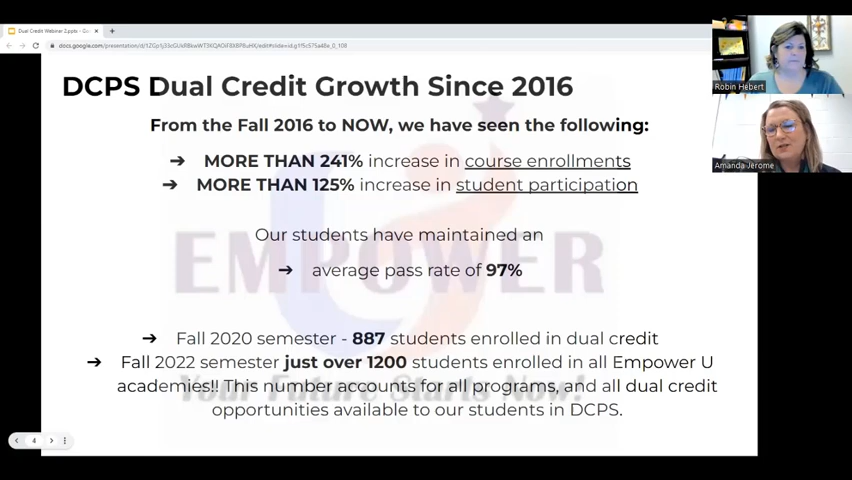 Dual Credit Webinar 2.pptx - Go
DCPS Dual Credit Growth Since 2016
From the Fall 2016 to NOW, we have seen the following:
➔ MORE THAN 241% increase in course enrollments
➔ MORE THAN 125% increase in student participation
Our students have maintained an
➔ average pass rate of 97%
EMPOWER
➔ Fall 2020 semester - 887 students enrolled in dual credit
➔ Fall 2022 semester just over 1200 students enrolled in all Empower U
academies!! This number accounts for all programs, and all dual credit
opportunities available to our students in DCPS.
Your Future Starts Now!
4
Robin Hebert
Amanda Jerome